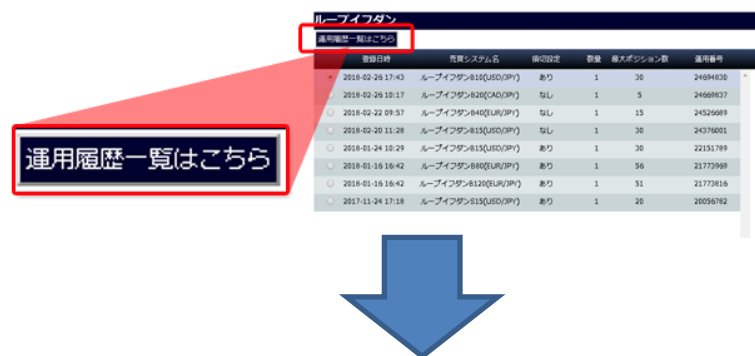 ループイフダン
運用履歴一覧はこちら
登録日時 売買システム名 損切設定 数量 最大ポジション数 運用番号
2018-02-26 17:43 ループイフダンB10(USD/JPY) あり 1 30 24694830
2018-02-26 10:17 ループイフダンB20(CAD/JPY) なし 1 5 24669837
2018-02-22 09:57 ループイフダンB40(EUR/JPY) なし 1 15 24526689
2018-02-20 11:28 ループイフダンB15(USD/JPY) なし 1 30 24376001
2018-01-24 10:29 ループイフダンB15(USD/JPY) あり 1 30 22151789
2018-01-16 16:42 ループイフダンB80(EUR/JPY) あり 1 56 21773969
2018-01-16 16:42 ループイフダンB120(EUR/JPY) あり 1 51 21773816
2017-11-24 17:18 ループイフダンS15(USD/JPY) あり 1 20 20056782
運用履歴一覧はこちら